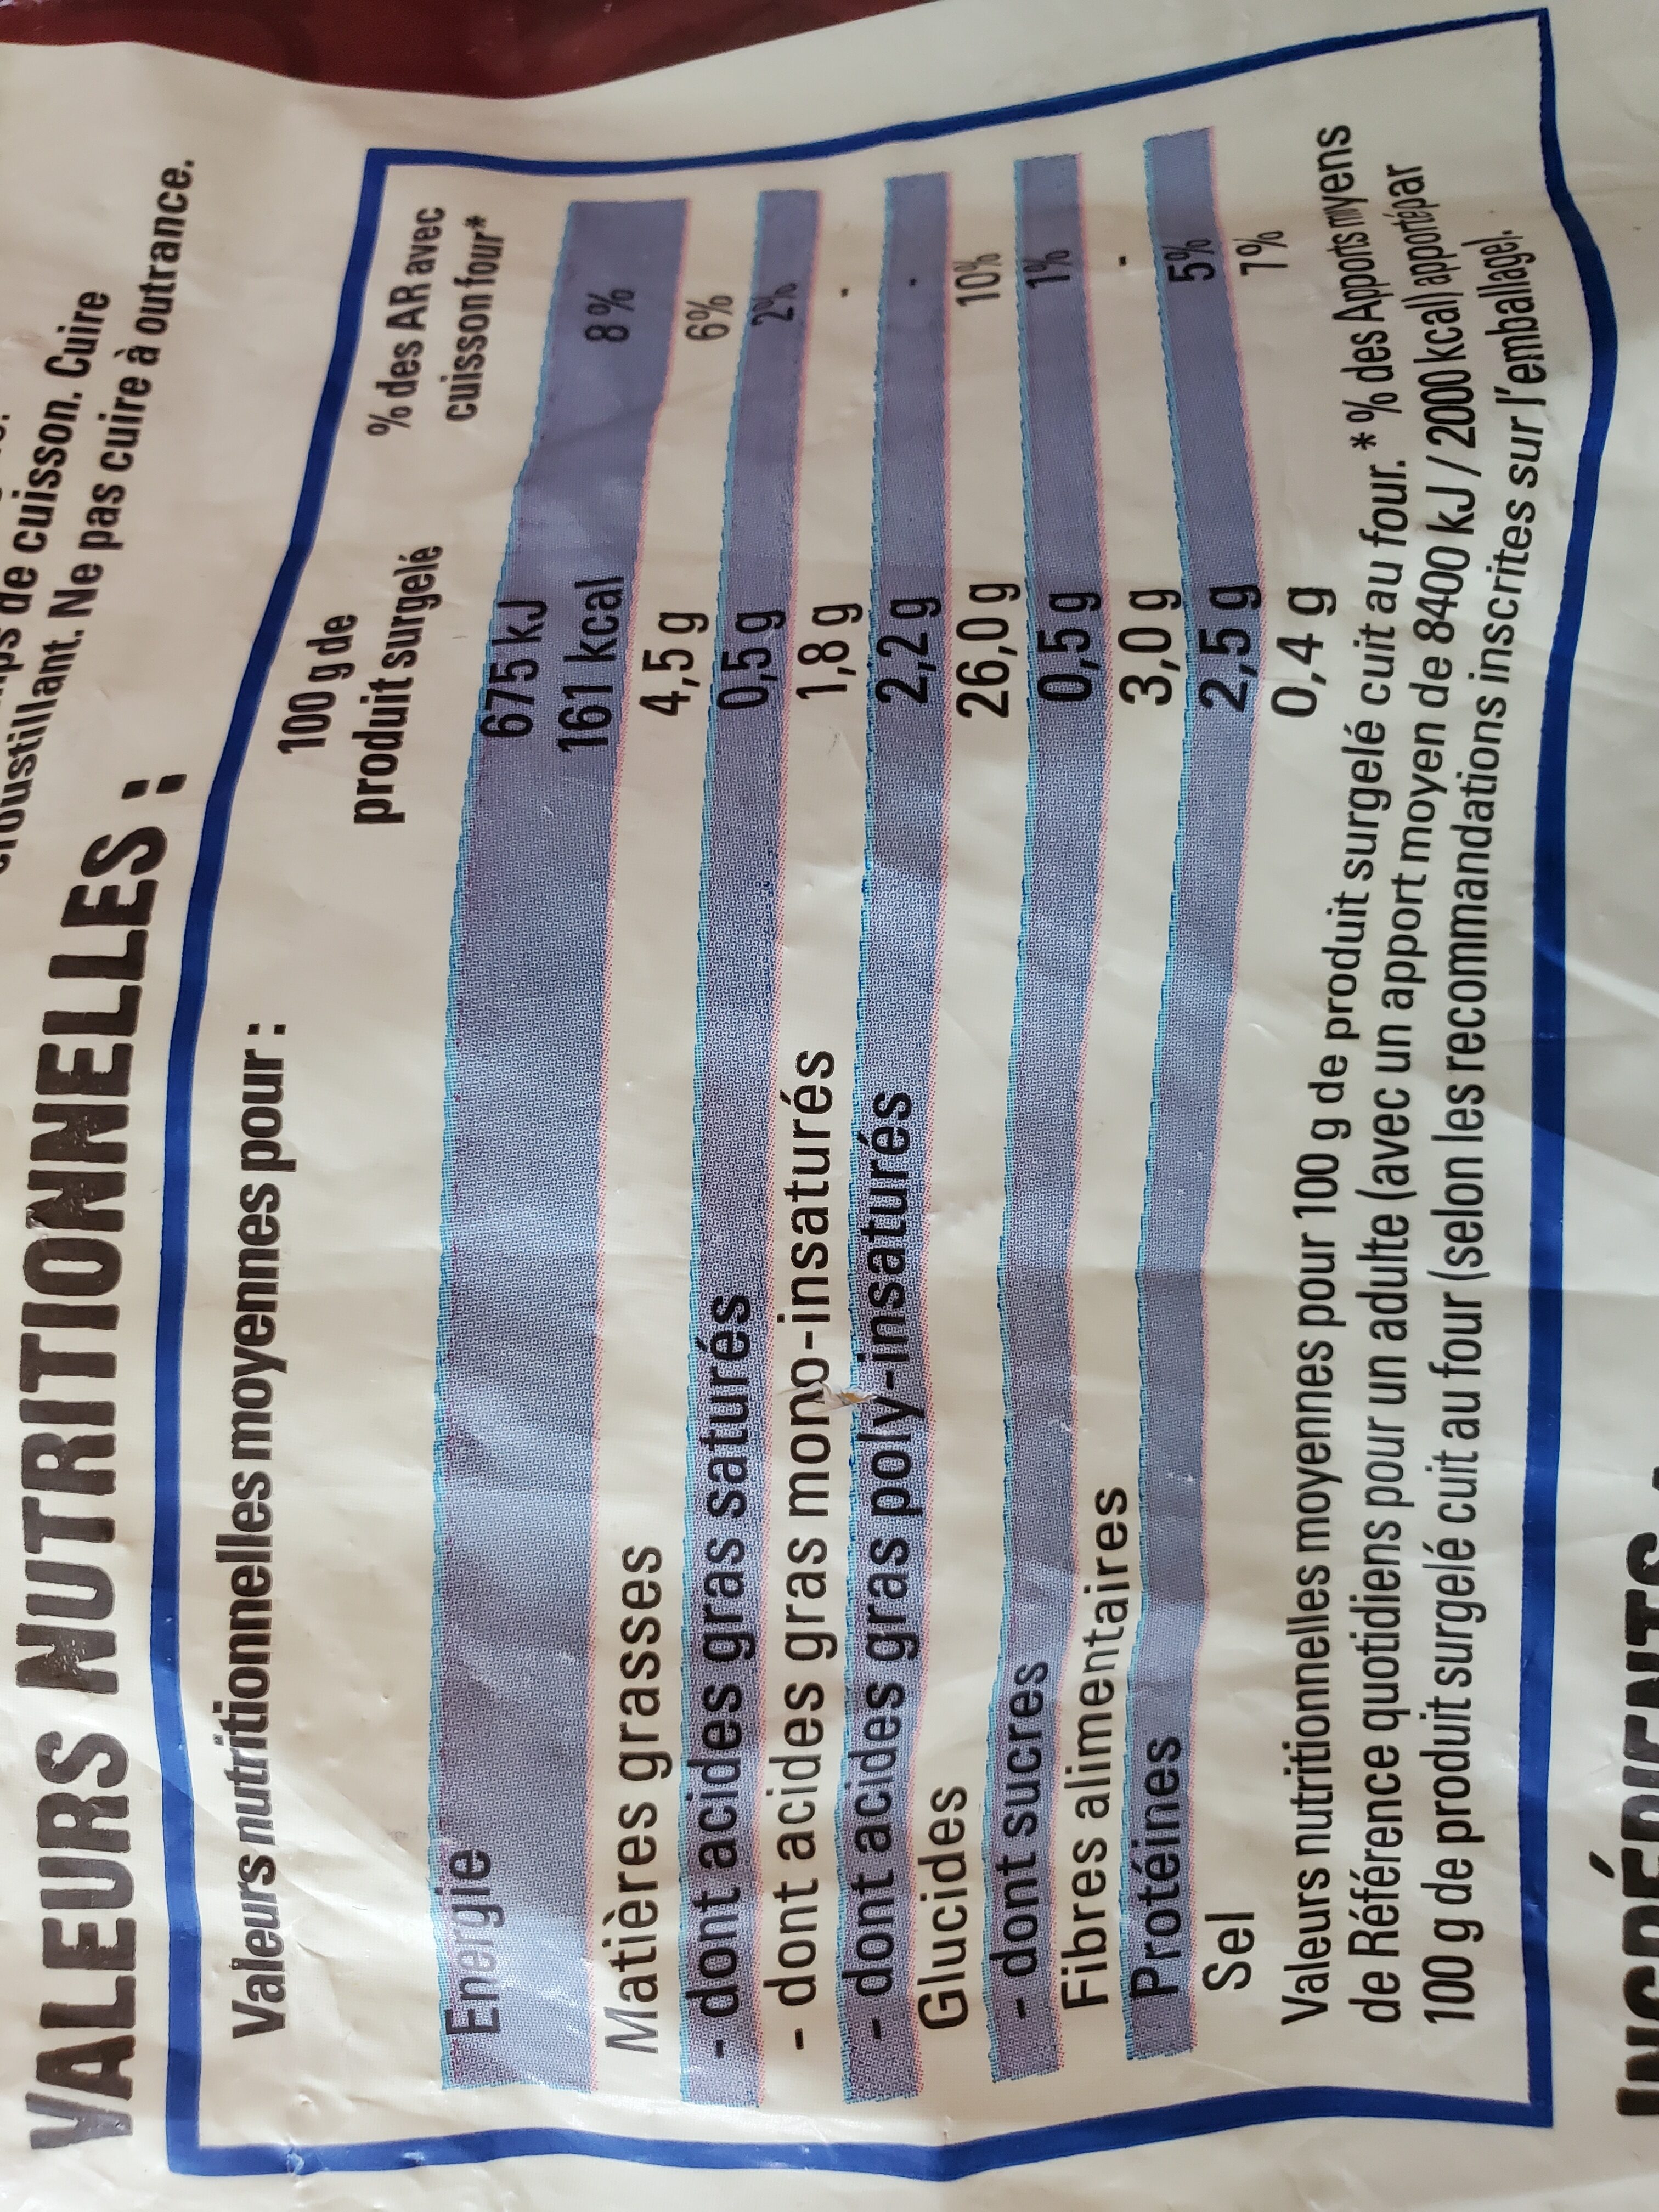 de cuisson. Cuire
croustillant. Ne pas cuire à outrance.
VALEURS NUTRITIONNELLES :
Valeurs nutritionnelles moyennes pour :
100 g de
produit surgelé
% des AR avec
cuisson four*
Energie 675 kJ
161 kcal 8 %
Matières grasses 4,5 g 6%
- dont acides gras saturés 0,5 g 2%
- dont acides gras mono-insaturés 1,8 g -
- dont acides gras poly-insaturés 2,2 g -
Glucides 26,0 g 10%
- dont sucres 0,5 g 1%
Fibres alimentaires 3,0 g -
Protéines 2,5 g 5%
Sel 0,4 g 7%
Valeurs nutritionnelles moyennes pour 100 g de produit surgelé cuit au four. * % des Apports moyens
de Référence quotidiens pour un adulte (avec un apport moyen de 8400 kJ / 2000 kcal) apporté par
100 g de produit surgelé cuit au four (selon les recommandations inscrites sur l'emballage).
INGRÉDIENTS